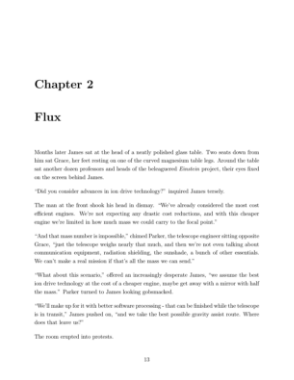 Chapter 2
Flux
Months later James sat at the head of a neatly polished glass table. Two seats down from
him sat Grace, her feet resting on one of the curved magnesium table legs. Around the table
sat another dozen professors and heads of the beleaguered Einstein project, their eyes fixed
on the screen behind James.
“Did you consider advances in ion drive technology?” inquired James tersely.
The man at the front shook his head in dismay. “We’ve already considered the most cost
efficient engines. We’re not expecting any drastic cost reductions, and with this cheaper
engine we’re limited in how much mass we could carry to the focal point.”
“And that mass number is impossible,” chimed Parker, the telescope engineer sitting opposite
Grace, “just the telescope weighs nearly that much, and then we’re not even talking about
communication equipment, radiation shielding, the sunshade, a bunch of other essentials.
We can’t make a real mission if that’s all the mass we can send.”
“What about this scenario,” offered an increasingly desperate James, “we assume the best
ion drive technology at the cost of a cheaper engine, maybe get away with a mirror with half
the mass.” Parker turned to James looking gobsmacked.
“We’ll make up for it with better software processing - that can be finished while the telescope
is in transit,” James pushed on, “and we take the best possible gravity assist route. Where
does that leave us?”
The room erupted into protests.
13